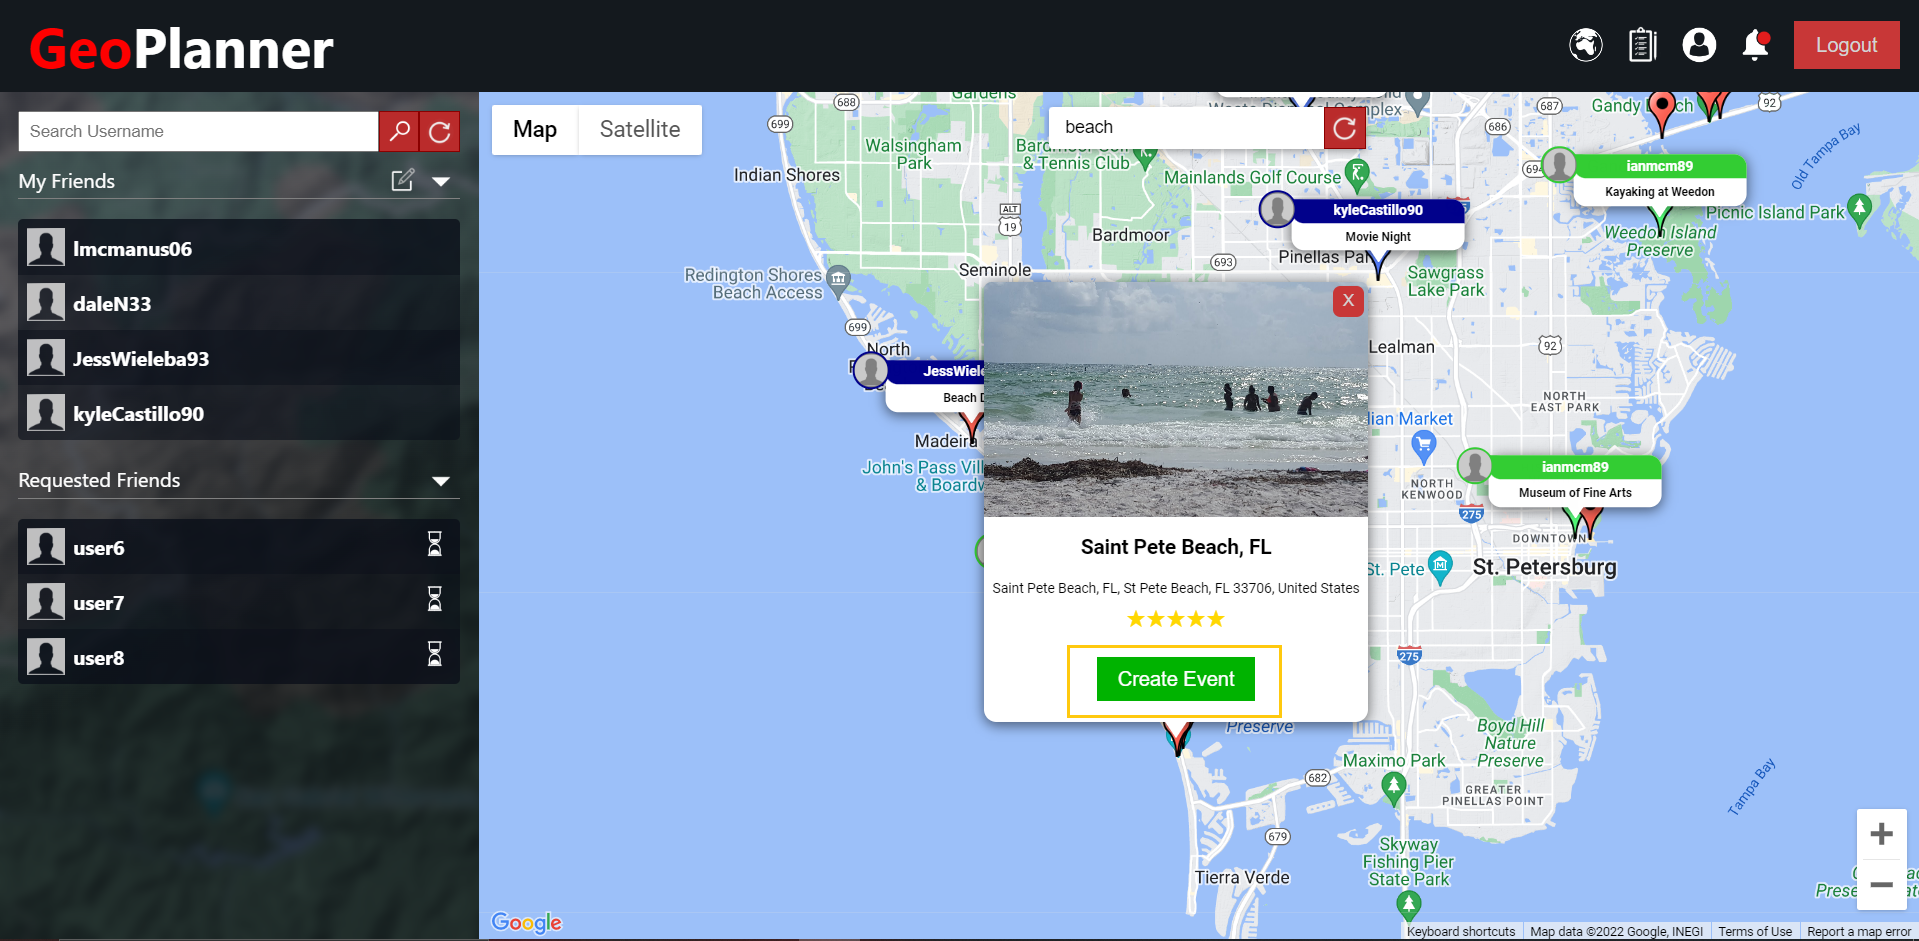 GeoPlanner
Logout
Search Username
My Friends
lmcmanus06
daleN33
JessWieleba93
kyleCastillo90
Requested Friends
user6
user7
user8
Map
Satellite
beach
Gardens
688
699
Walsingham
Park
Indian Shores
& Tennis Club
Mainlands Golf Course
687
686
Gandy
92
Old Tampa Bay
ianmcm89
Kayaking at Weedon
Picnic Island Park
Weedon Island
Preserve
kyleCastillo90
Movie Night
ALT
19
Bardmoor
693
Pinellas Par
Sawgrass
Lake Park
Redington Shores
Beach Access
Seminole
699
North
X
Lealman
92
JessWiele
Beach D
NORTH
EAST PARK
Madeira
John's Pass Vill
& Boardw
ian Market
ianmcm89
Museum of Fine Arts
NORTH
KENWOOD
275
DOWNTOWN
St. Pete
St. Petersburg
Saint Pete Beach, FL
Saint Pete Beach, FL, St Pete Beach, FL 33706, United States
Create Event
275
Preserve
Boyd Hill
Nature
Preserve
Maximo Park
682
GREATER
PINELLAS POINT
Tampa Bay
679
Skyway
Fishing Pier
State Park
Tierra Verde
Google
Keyboard shortcuts
Map data ©2022 Google, INEGI
Terms of Use
Report a map error